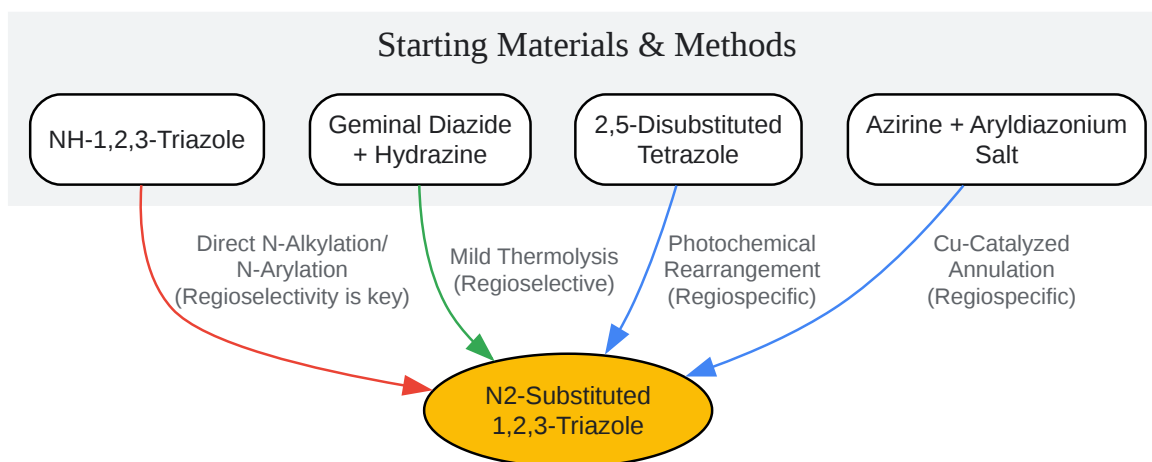 Starting Materials & Methods
NH-1,2,3-Triazole
Geminal Diazide
+ Hydrazine
2,5-Disubstituted
Tetrazole
Azirine + Aryldiazonium
Salt
Direct N-Alkylation/
N-Arylation
(Regioselectivity is key)
Mild Thermolysis
(Regioselective)
Photochemical
Rearrangement
(Regiospecific)
Cu-Catalyzed
Annulation
(Regiospecific)
N2-Substituted
1,2,3-Triazole